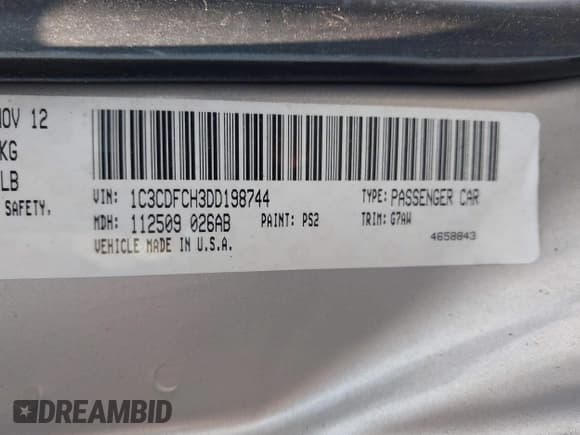 NOV 12
KG
LB
SAFETY,
VIN: 1C3CDFCH3DD198744 TYPE: PASSENGER CAR
MDH: 112509 026AB PAINT: PS2 TRIM: G7AW
VEHICLE MADE IN U.S.A.
4658843
DREAMBID